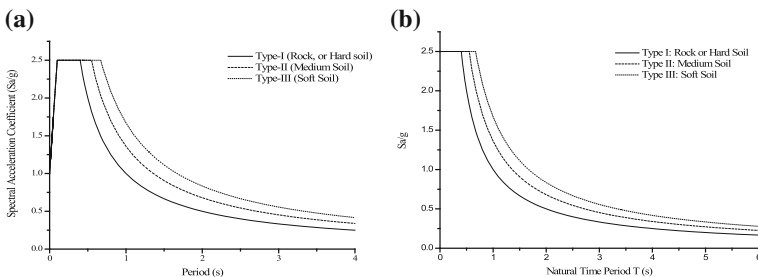 (a)
Spectral Acceleration Coefficient (Sa/g)
2.5
2.0
1.5
1.0
0.5
0.0
Type-I (Rock, or Hard soil)
Type-II (Medium Soil)
Type-III (Soft Soil)
0
1
2
3
4
Period (s)
(b)
Sa/g
2.5
2.0
1.5
1.0
0.5
0.0
Type I: Rock or Hard Soil
Type II: Medium Soil
Type III: Soft Soil
0
1
2
3
4
5
6
Natural Time Period T (s)